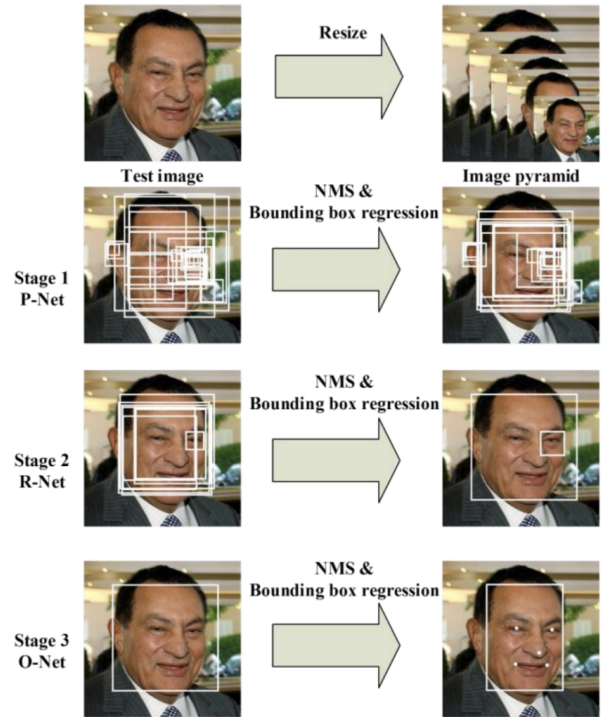 Resize
Test image
Image pyramid
NMS &
Bounding box regression
Stage 1
P-Net
NMS &
Bounding box regression
Stage 2
R-Net
NMS &
Bounding box regression
Stage 3
O-Net